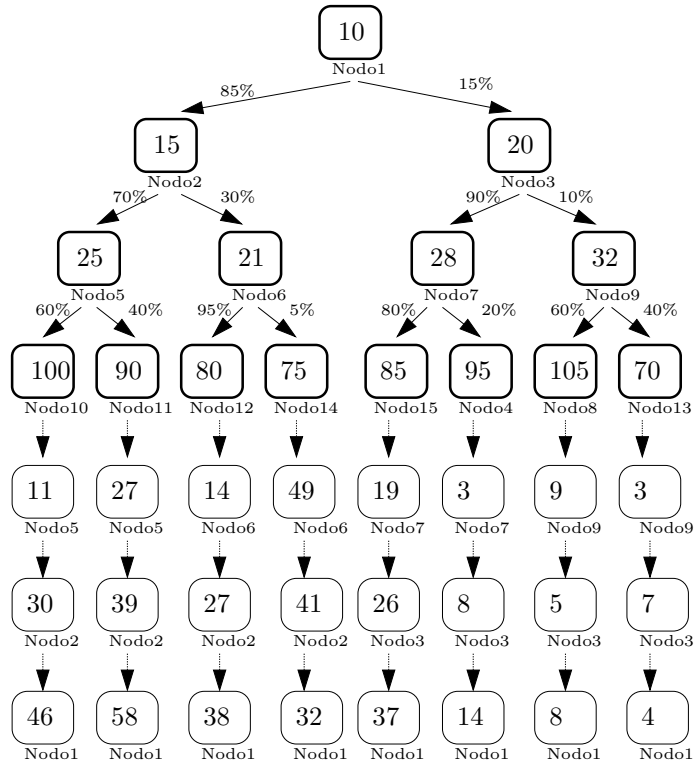 10
Nodo1
85% 15%
15 20
Nodo2 Nodo3
70% 30% 90% 10%
25 21 28 32
Nodo5 Nodo6 Nodo7 Nodo9
60% 40% 95% 5% 80% 20% 60% 40%
100 90 80 75 85 95 105 70
Nodo10 Nodo11 Nodo12 Nodo14 Nodo15 Nodo4 Nodo8 Nodo13
11 27 14 49 19 3 9 3
Nodo5 Nodo5 Nodo6 Nodo6 Nodo7 Nodo7 Nodo9 Nodo9
30 39 27 41 26 8 5 7
Nodo2 Nodo2 Nodo2 Nodo2 Nodo3 Nodo3 Nodo3 Nodo3
46 58 38 32 37 14 8 4
Nodo1 Nodo1 Nodo1 Nodo1 Nodo1 Nodo1 Nodo1 Nodo1